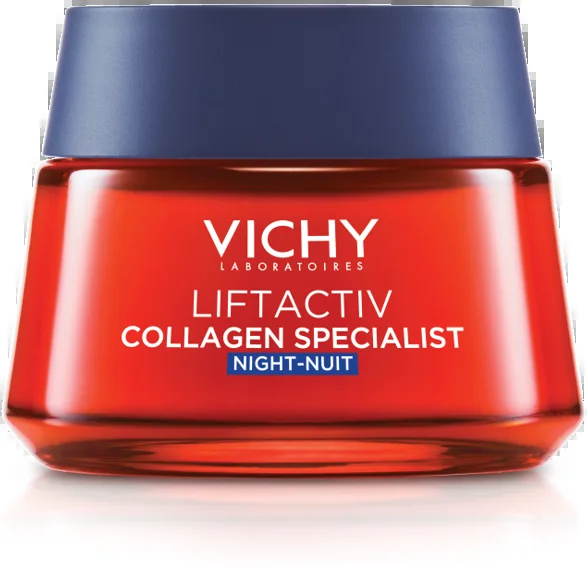 VICHY
LABORATOIRES
LIFTACTIV
COLLAGEN SPECIALIST
NIGHT-NUIT